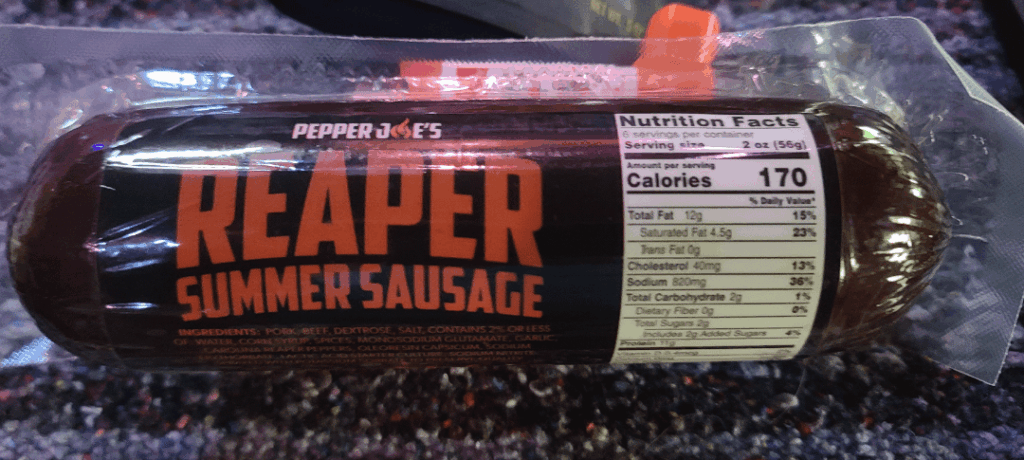 PEPPER JOE'S
REAPER
SUMMER SAUSAGE
INGREDIENTS: PORK, BEEF, DEXTROSE, SALT, CONTAINS 2% OR LESS
OF: WATER, CORN SYRUP, MONOSODIUM GLUTAMATE, GARLIC,
Nutrition Facts
6 servings per container
Serving size 2 oz (56g)
Amount per serving
Calories 170
% Daily Value*
Total Fat 12g 15%
Saturated Fat 4.5g 23%
Trans Fat 0g
Cholesterol 40mg 13%
Sodium 820mg 36%
Total Carbohydrate 2g 1%
Dietary Fiber 0g 0%
Total Sugars 2g
Includes 2g Added Sugars 4%
Protein 11g